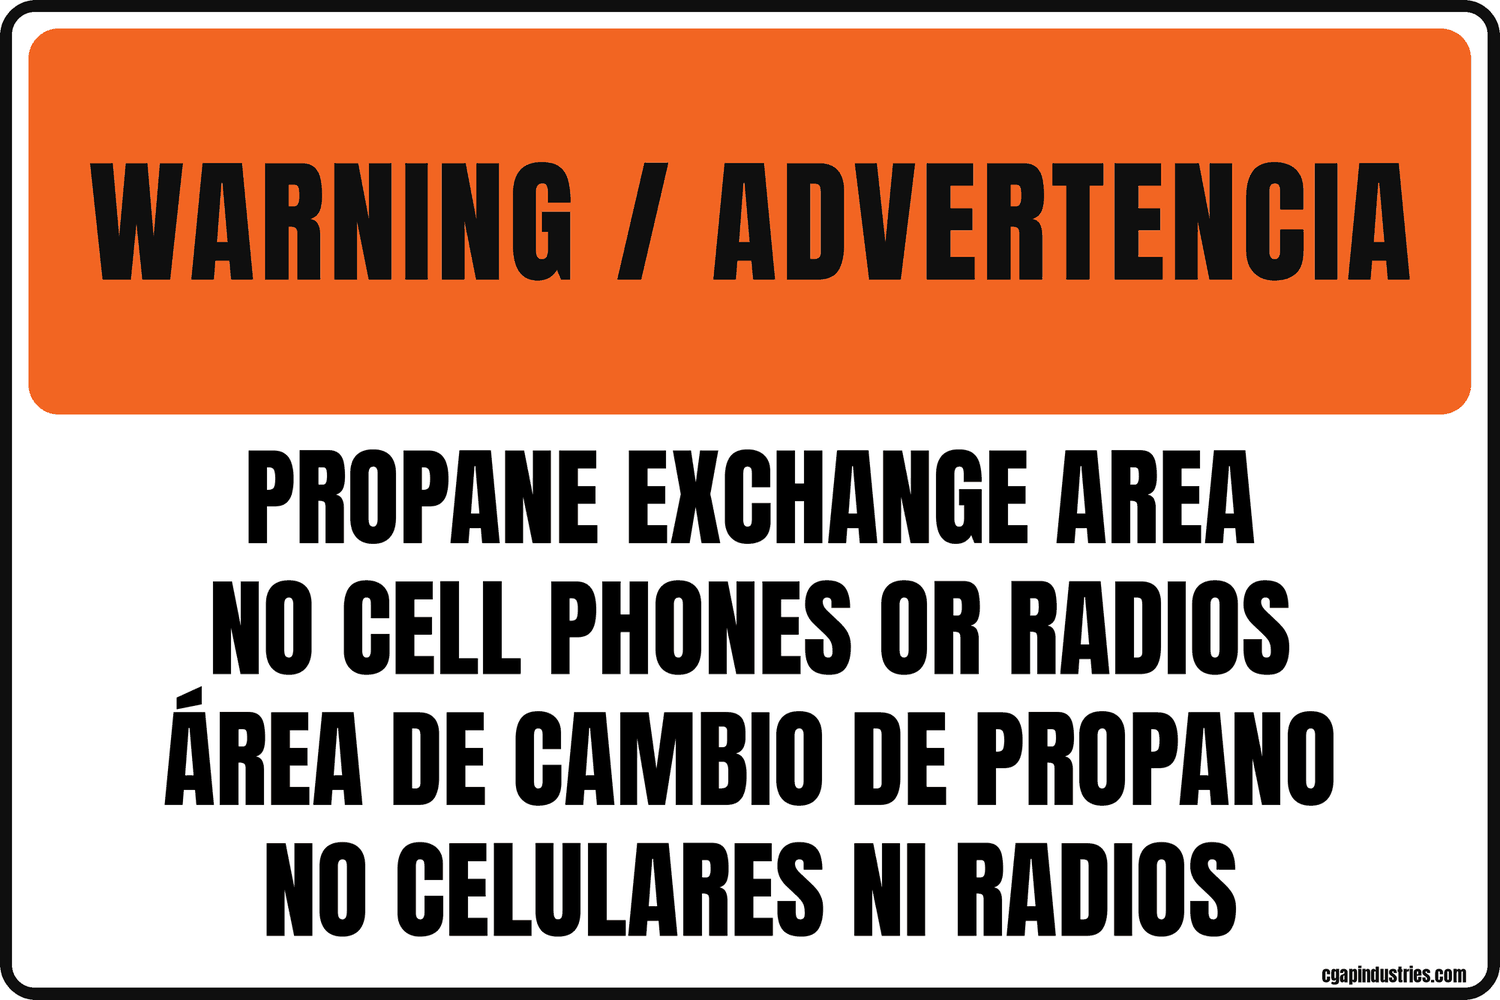 WARNING / ADVERTENCIA
PROPANE EXCHANGE AREA
NO CELL PHONES OR RADIOS
ÁREA DE CAMBIO DE PROPANO
NO CELULARES NI RADIOS
cgapindustries.com